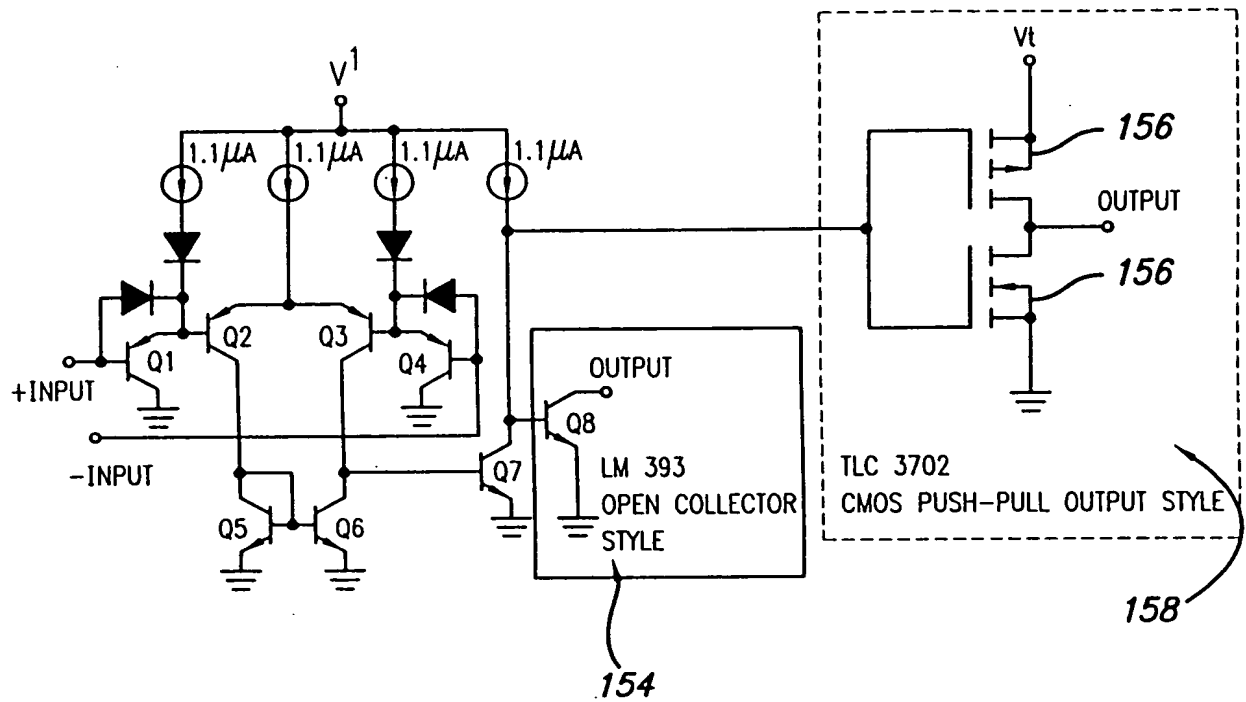 V1
1.1μA 1.1μA 1.1μA 1.1μA
Vt
156
OUTPUT
156
Q1
Q2
Q3
Q4
+INPUT
-INPUT
OUTPUT
Q8
Q7
Q5
Q6
LM 393
OPEN COLLECTOR
STYLE
TLC 3702
CMOS PUSH-PULL OUTPUT STYLE
158
154